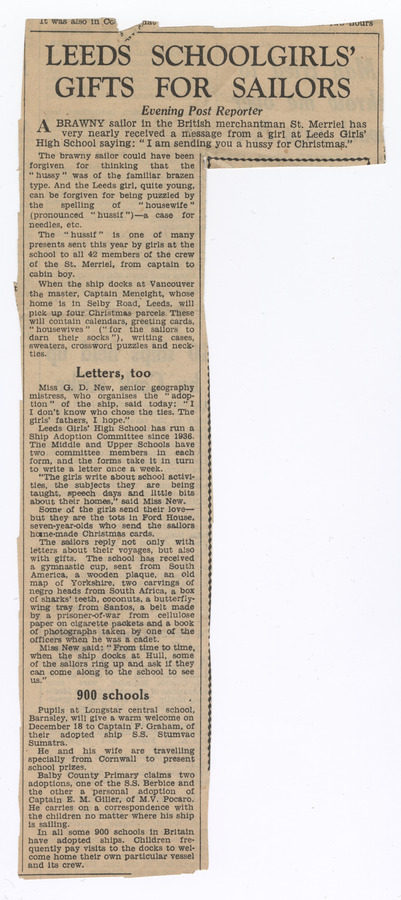 It was also in Co
hours
LEEDS SCHOOLGIRLS'
GIFTS FOR SAILORS
Evening Post Reporter
A BRAWNY sailor in the British merchantman St. Merriel has
very nearly received a message from a girl at Leeds Girls'
High School saying: "I am sending you a hussy for Christmas."
The brawny sailor could have been
forgiven for thinking that the
"hussy" was of the familiar brazen
type. And the Leeds girl, quite young,
can be forgiven for being puzzled by
the spelling of "housewife"
(pronounced "hussif")—a case for
needles, etc.
The "hussif" is one of many
presents sent this year by girls at the
school to all 42 members of the crew
of the St. Merriel, from captain to
cabin boy.
When the ship docks at Vancouver
the master, Captain Meneight, whose
home is in Selby Road, Leeds, will
pick up four Christmas parcels. These
will contain calendars, greeting cards,
"housewives" ("for the sailors to
darn their socks"), writing cases,
sweaters, crossword puzzles and neck-
ties.
Letters, too
Miss G. D. New, senior geography
mistress, who organises the "adop-
tion" of the ship, said today: "I
I don't know who chose the ties. The
girls' fathers, I hope."
Leeds Girls' High School has run a
Ship Adoption Committee since 1936.
The Middle and Upper Schools have
two committee members in each
form, and the forms take it in turn
to write a letter once a week.
"The girls write about school activi-
ties, the subjects they are being
taught, speech days and little bits
about their homes," said Miss New.
Some of the girls send their love—
but they are the tots in Ford House,
seven-year-olds who send the sailors
home-made Christmas cards.
The sailors reply not only with
letters about their voyages, but also
with gifts. The school has received
a gymnastic cup, sent from South
America, a wooden plaque, an old
map of Yorkshire, two carvings of
negro heads from South Africa, a box
of sharks' teeth, coconuts, a butterfly-
wing tray from Santos, a belt made
by a prisoner-of-war from cellulose
paper on cigarette packets and a book
of photographs taken by one of the
officers when he was a cadet.
Miss New said: "From time to time,
when the ship docks at Hull, some
of the sailors ring up and ask if they
can come along to the school to see
us."
900 schools
Pupils at Longstar central school,
Barnsley, will give a warm welcome on
December 18 to Captain F. Graham, of
their adopted ship S.S. Stumvac
Sumatra.
He and his wife are travelling
specially from Cornwall to present
school prizes.
Balby County Primary claims two
adoptions, one of the S.S. Berbice and
the other a personal adoption of
Captain E. M. Giller, of M.V. Pocaro.
He carries on a correspondence with
the children no matter where his ship
is sailing.
In all some 900 schools in Britain
have adopted ships. Children fre-
quently pay visits to the docks to wel-
come home their own particular vessel
and its crew.